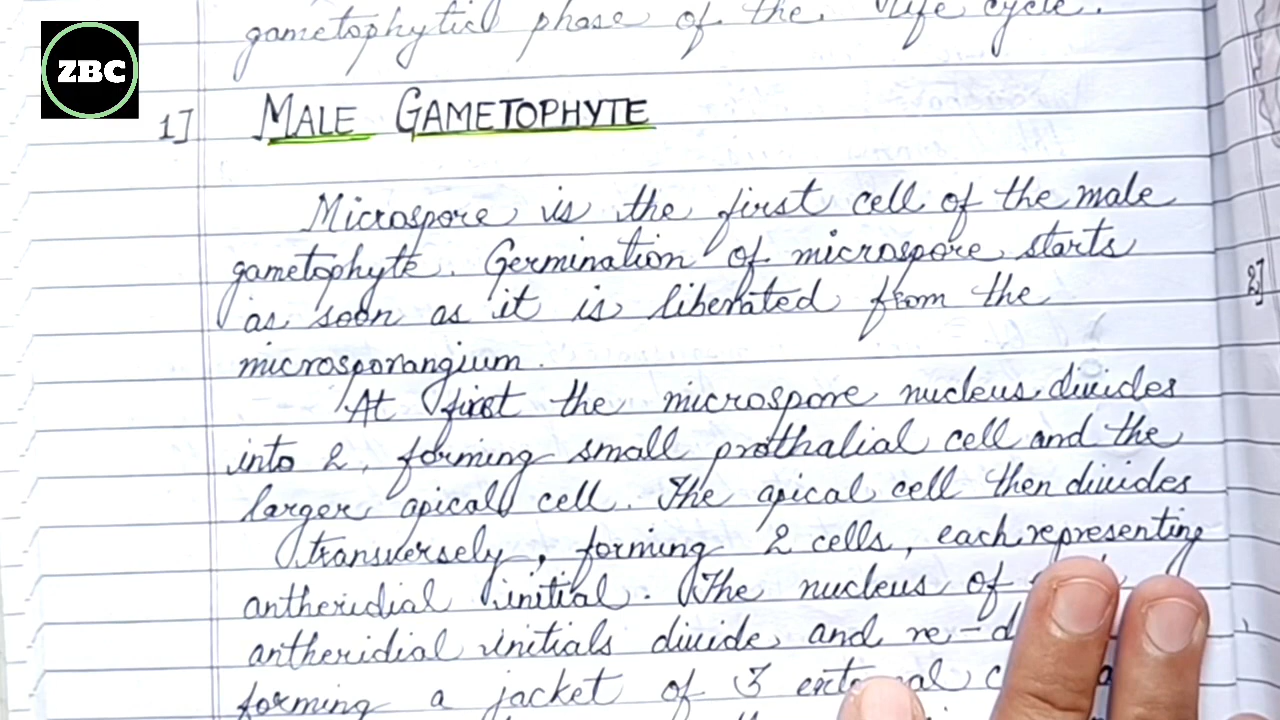 gametophytic phase of the life cycle.
ZBC
1] MALE GAMETOPHYTE
Microspore is the first cell of the male
gametophyte. Germination of microspore starts
as soon as it is liberated from the
microsporangium.
At first the microspore nucleus divides
into 2, forming small prothalial cell and the
larger apical cell. The apical cell then divides
transversely, forming 2 cells, each representing
antheridial initial. The nucleus of
antheridial initials divide and re-d
forming a jacket of 3
2]